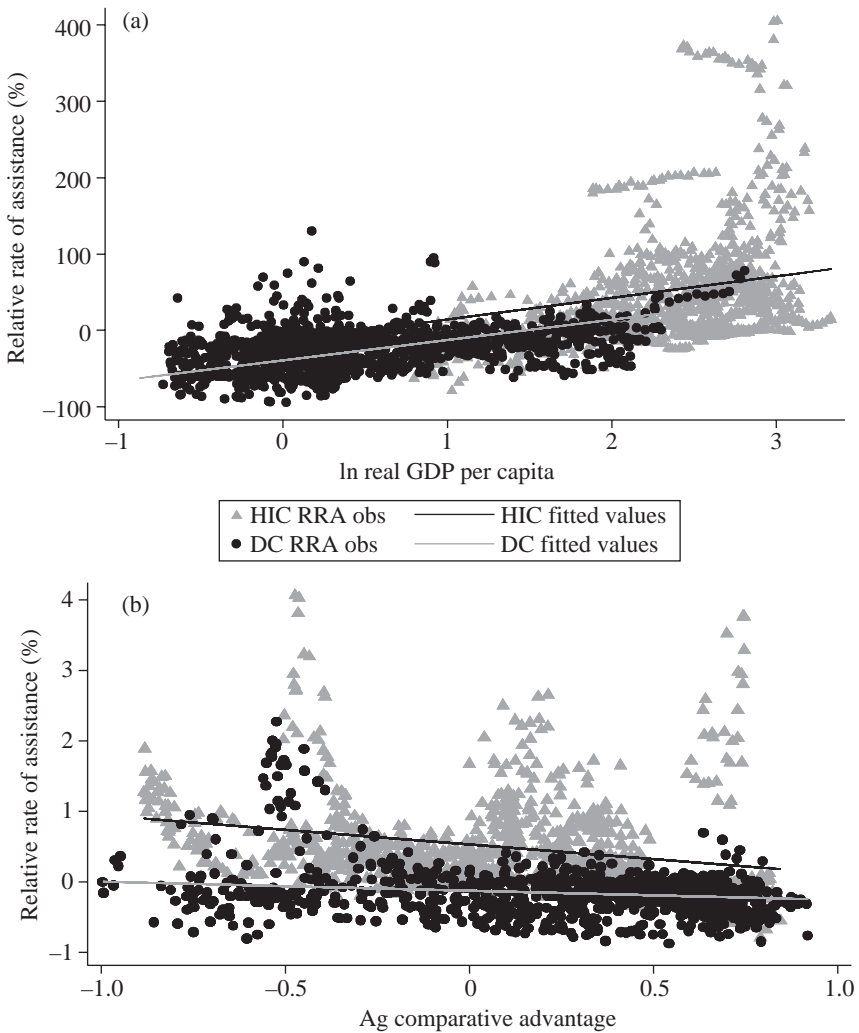 (a)
400
300
200
100
0
–100
Relative rate of assistance (%)
–1 0 1 2 3
ln real GDP per capita
HIC RRA obs HIC fitted values
DC RRA obs DC fitted values
(b)
4
3
2
1
0
–1
Relative rate of assistance (%)
–1.0 –0.5 0 0.5 1.0
Ag comparative advantage